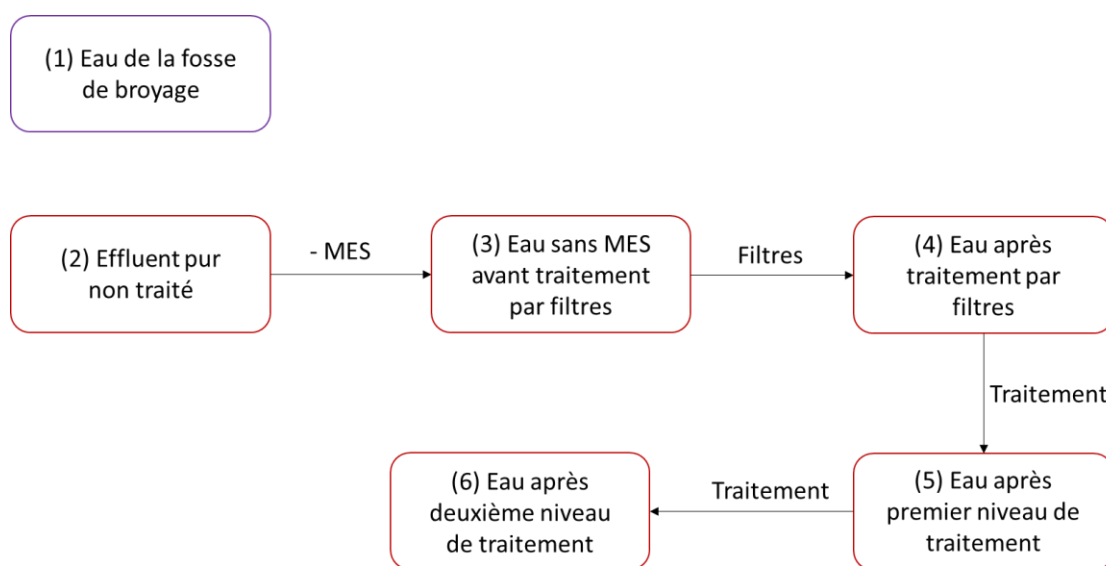 (1) Eau de la fosse
de broyage
(2) Effluent pur
non traité
- MES
(3) Eau sans MES
avant traitement
par filtres
Filtres
(4) Eau après
traitement par
filtres
Traitement
(5) Eau après
premier niveau de
traitement
Traitement
(6) Eau après
deuxième niveau
de traitement